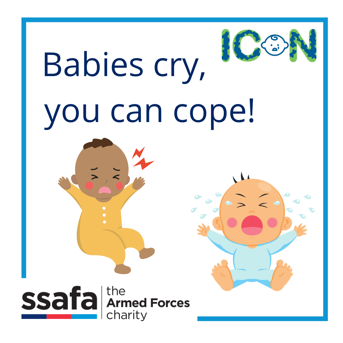 ICON
Babies cry,
you can cope!
ssafa
the
Armed Forces
charity